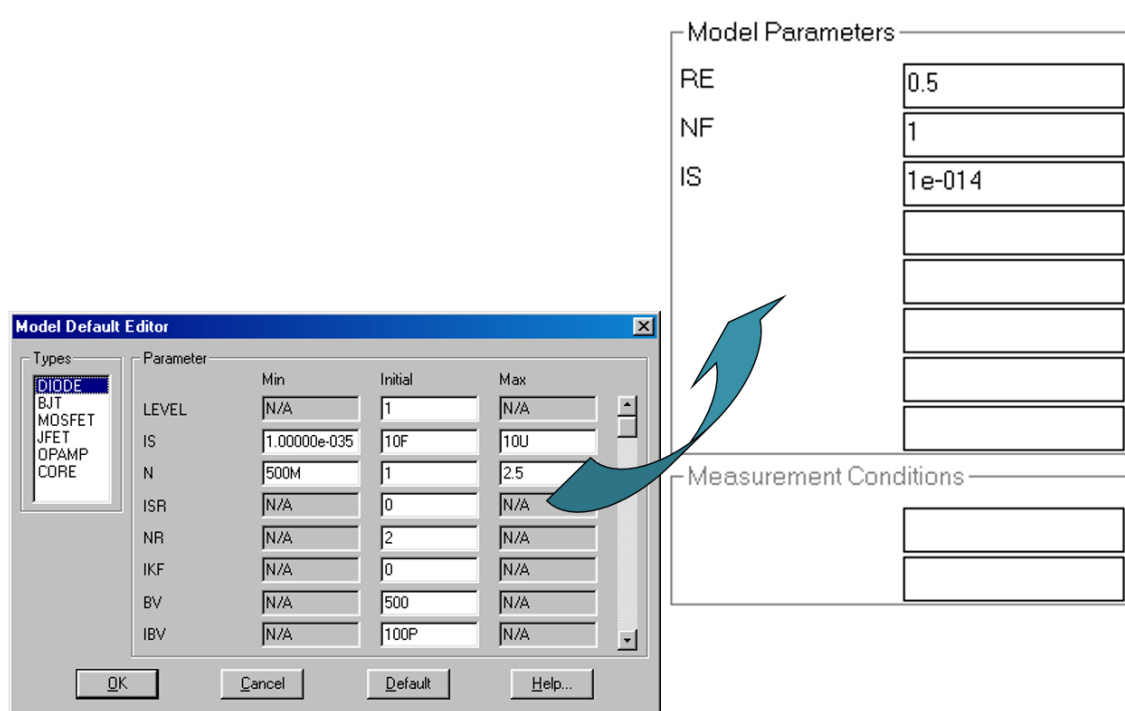 Model Parameters
RE 0.5
NF 1
IS 1e-014
Measurement Conditions
Model Default Editor
Types
DIODE
BJT
MOSFET
JFET
OPAMP
CORE
Parameter
Min Initial Max
LEVEL N/A 1 N/A
IS 1.00000e-035 10F 10U
N 500M 1 2.5
ISR N/A 0 N/A
NR N/A 2 N/A
IKF N/A 0 N/A
BV N/A 500 N/A
IBV N/A 100P N/A
OK Cancel Default Help...